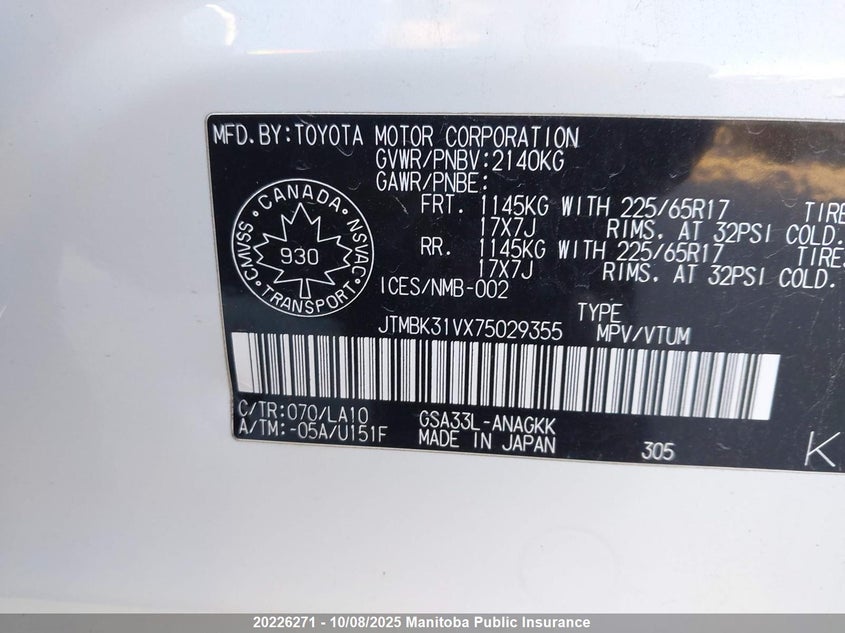 MFD.BY:TOYOTA MOTOR CORPORATION
GVWR/PNBV:2140KG
GAWR/PNBE:
FRT. 1145KG WITH 225/65R17 TIRE
17X7J RIMS. AT 32PSI COLD.
RR. 1145KG WITH 225/65R17 TIRE
17X7J RIMS. AT 32PSI COLD.
CANADA · NSVAC · TRANSPORT · CMVSS ·
930
ICES/NMB-002
JTMBK31VX75029355 TYPE MPV/VTUM
C/TR:070/LA10 GSA33L-ANAGKK
A/TM:-05A/U151F MADE IN JAPAN 305 K
20226271 - 10/08/2025 Manitoba Public Insurance